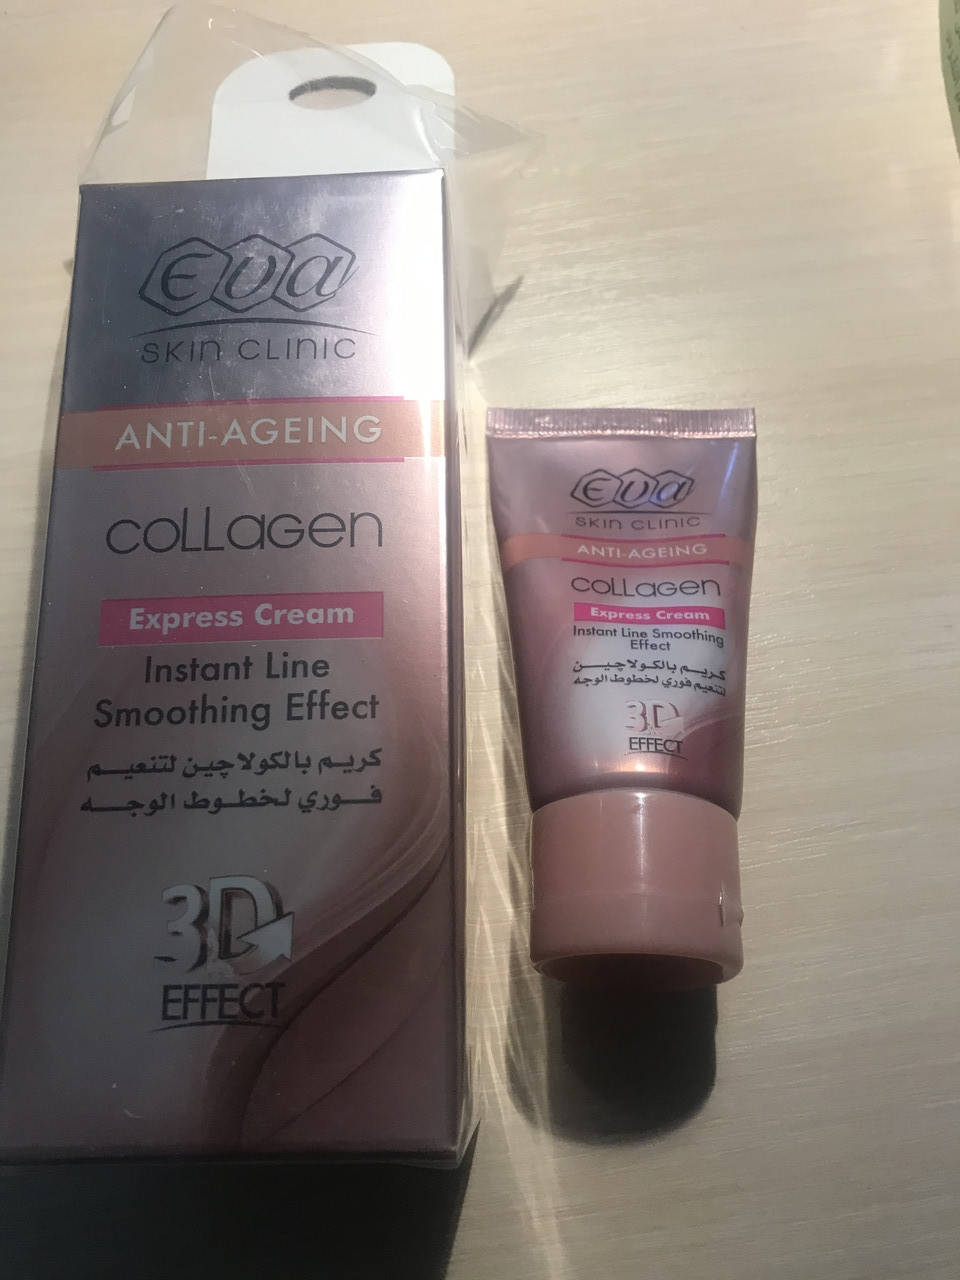 Eva
SKIN CLINIC
ANTI-AGEING
coLLagen
Express Cream
Instant Line
Smoothing Effect
كريم بالكولاچين لتنعيم
فوري لخطوط الوجه
3D
EFFECT
Eva
SKIN CLINIC
ANTI-AGEING
coLLagen
Express Cream
Instant Line Smoothing
Effect
كريم بالكولاچين
لتنعيم فوري لخطوط الوجه
3D
EFFECT